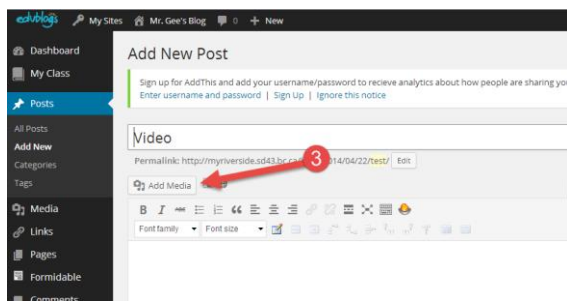 edublogs My Sites Mr. Gee's Blog 0 + New
Dashboard
My Class
Posts
All Posts
Add New
Categories
Tags
Media
Links
Pages
Formidable
Comments
Add New Post
Sign up for AddThis and add your username/password to recieve analytics about how people are sharing
Enter username and password | Sign Up | Ignore this notice
Video
Permalink: http://myriverside.sd43.bc.ca/ 014/04/22/test/ Edit
3
Add Media
B I ABC
Font family Font size